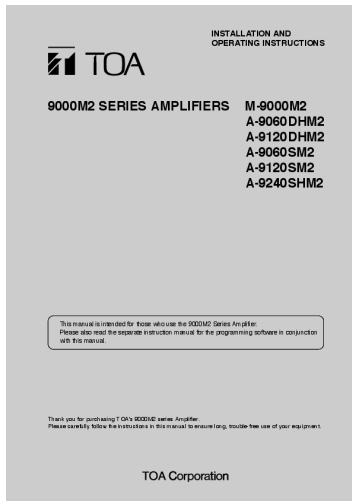 INSTALLATION AND
OPERATING INSTRUCTIONS
TOA
9000M2 SERIES AMPLIFIERS M-9000M2
A-9060DHM2
A-9120DHM2
A-9060SM2
A-9120SM2
A-9240SHM2
This manual is intended for those who use the 9000M2 Series Amplifier.
Please also read the separate instruction manual for the programming software in conjunction
with this manual.
Thank you for purchasing TOA's 9000M2 series Amplifier.
Please carefully follow the instructions in this manual to ensure long, trouble-free use of your equipment.
TOA Corporation